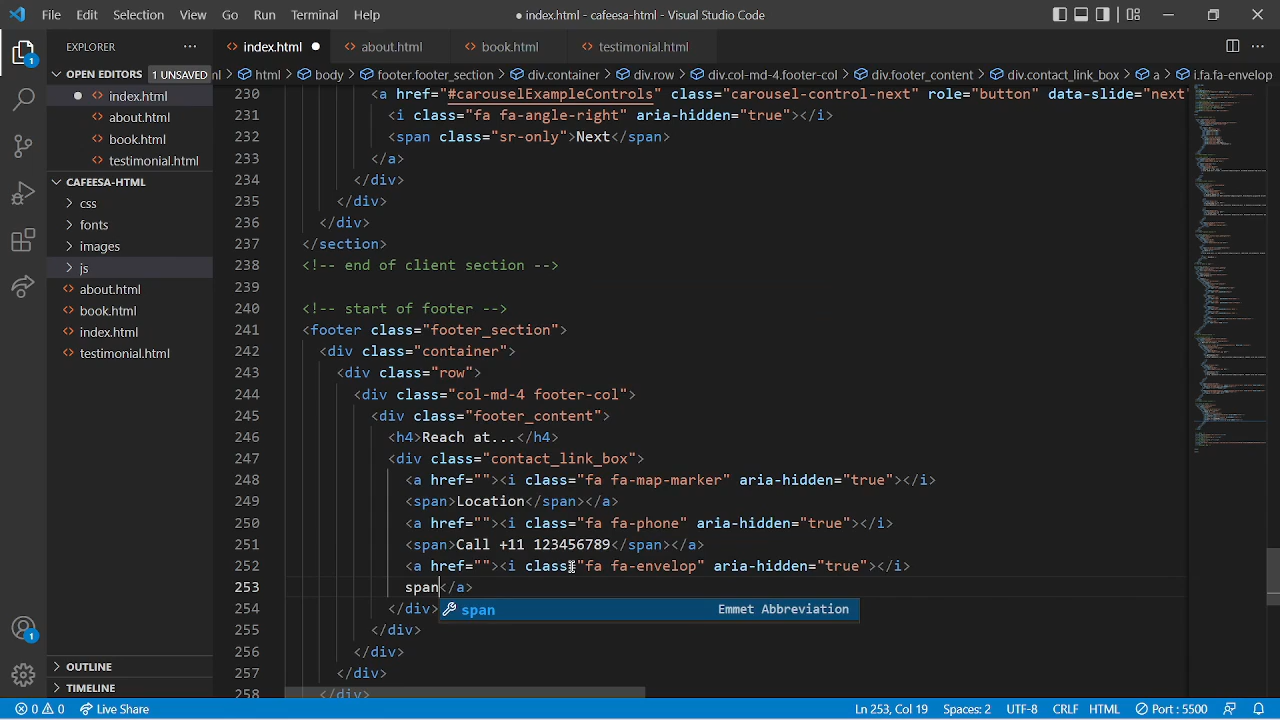 File Edit Selection View Go Run Terminal Help
● index.html - cafeesa-html - Visual Studio Code
EXPLORER
index.html about.html book.html testimonial.html
OPEN EDITORS 1 UNSAVED
nl > html > body > footer.footer_section > div.container > div.row > div.col-md-4.footer-col > div.footer_content > div.contact_link_box > a > i.fa.fa-envelop
index.html
about.html
book.html
testimonial.html
CAFEESA-HTML
css
fonts
images
js
about.html
book.html
index.html
testimonial.html
OUTLINE
TIMELINE
1
1
230 <a href="#carouselExampleControls" class="carousel-control-next" role="button" data-slide="next"
231 <i class="fa fa-angle-right" aria-hidden="true"></i>
232 <span class="sr-only">Next</span>
233 </a>
234 </div>
235 </div>
236 </div>
237 </section>
238 <!-- end of client section -->
239
240 <!-- start of footer -->
241 <footer class="footer_section">
242 <div class="container">
243 <div class="row">
244 <div class="col-md-4 footer-col">
245 <div class="footer_content">
246 <h4>Reach at...</h4>
247 <div class="contact_link_box">
248 <a href=""><i class="fa fa-map-marker" aria-hidden="true"></i>
249 <span>Location</span></a>
250 <a href=""><i class="fa fa-phone" aria-hidden="true"></i>
251 <span>Call +11 123456789</span></a>
252 <a href=""><i class="fa fa-envelop" aria-hidden="true"></i>
253 span</a>
span Emmet Abbreviation
254 </div>
255 </div>
256 </div>
257 </div>
258 </div>
0 0 Live Share Ln 253, Col 19 Spaces: 2 UTF-8 CRLF HTML Port : 5500